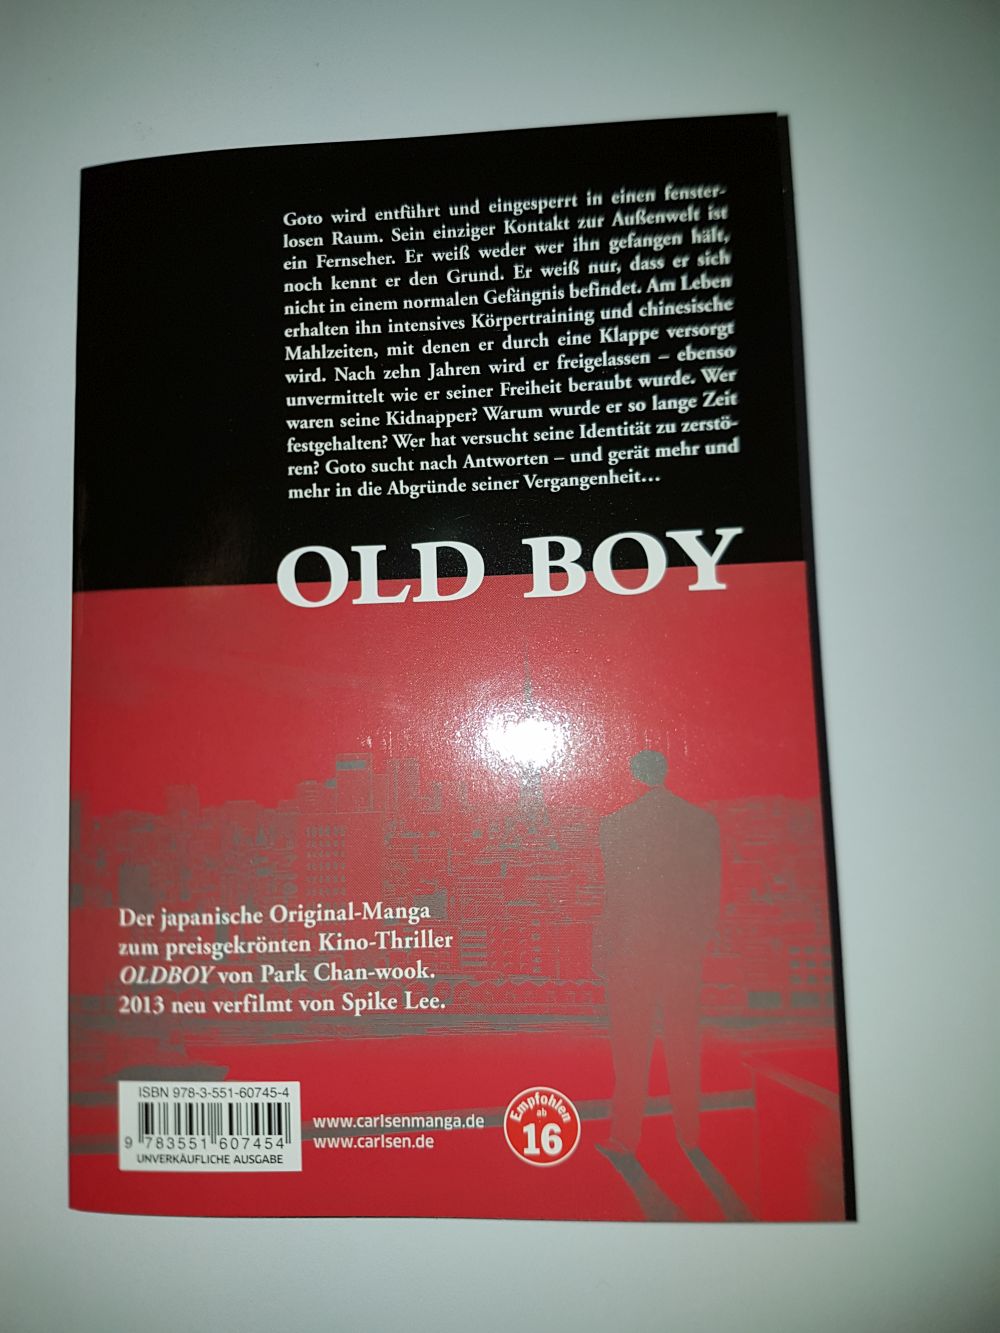 Goto wird entführt und eingesperrt in einen fenster-
losen Raum. Sein einziger Kontakt zur Außenwelt ist
ein Fernseher. Er weiß weder wer ihn gefangen hält,
noch kennt er den Grund. Er weiß nur, dass er sich
nicht in einem normalen Gefängnis befindet. Am Leben
erhalten ihn intensives Körpertraining und chinesische
Mahlzeiten, mit denen er durch eine Klappe versorgt
wird. Nach zehn Jahren wird er freigelassen – ebenso
unvermittelt wie er seiner Freiheit beraubt wurde. Wer
waren seine Kidnapper? Warum wurde er so lange Zeit
festgehalten? Wer hat versucht seine Identität zu zerstö-
ren? Goto sucht nach Antworten – und gerät mehr und
mehr in die Abgründe seiner Vergangenheit...
OLD BOY
Der japanische Original-Manga
zum preisgekrönten Kino-Thriller
OLDBOY von Park Chan-wook.
2013 neu verfilmt von Spike Lee.
ISBN 978-3-551-60745-4
9 783551 607454
UNVERKÄUFLICHE AUSGABE
www.carlsenmanga.de
www.carlsen.de
Empfohlen
ab
16